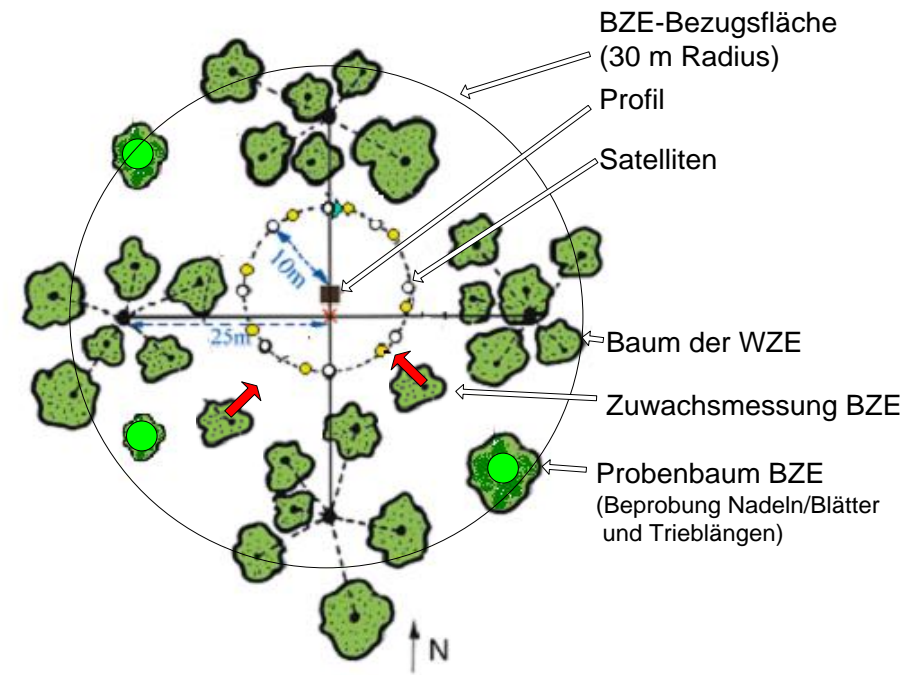 BZE-Bezugsfläche
(30 m Radius)
Profil
Satelliten
10m
25m
Baum der WZE
Zuwachsmessung BZE
Probenbaum BZE
(Beprobung Nadeln/Blätter
und Trieblängen)
N